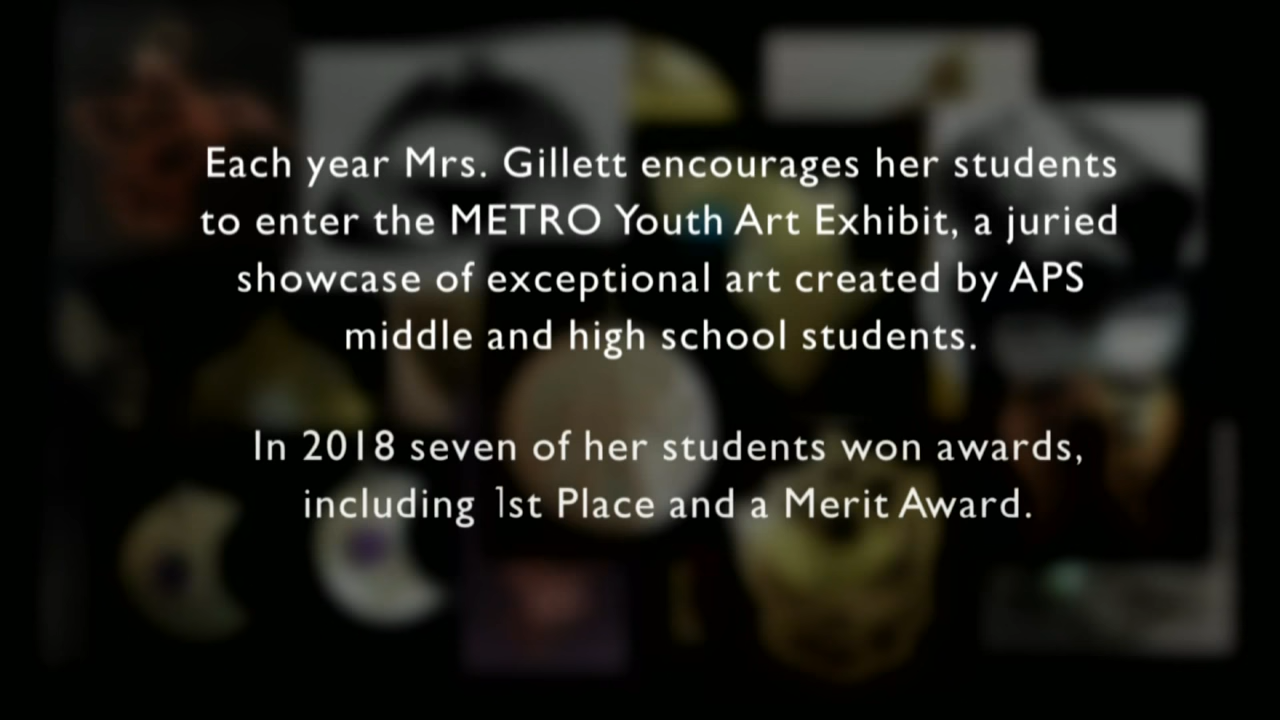 Each year Mrs. Gillett encourages her students
to enter the METRO Youth Art Exhibit, a juried
showcase of exceptional art created by APS
middle and high school students.
In 2018 seven of her students won awards,
including 1st Place and a Merit Award.